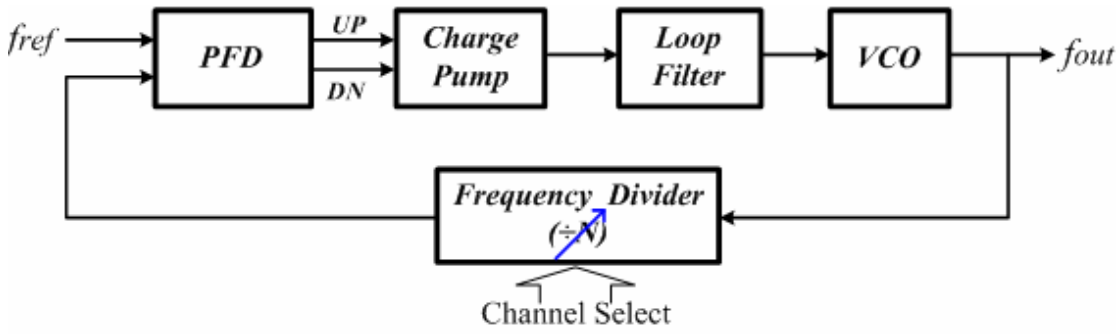 fref
PFD
UP
DN
Charge
Pump
Loop
Filter
VCO
fout
Frequency Divider
(÷N)
Channel Select